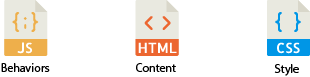 {;} < > { }
JS HTML CSS
Behaviors Content Style